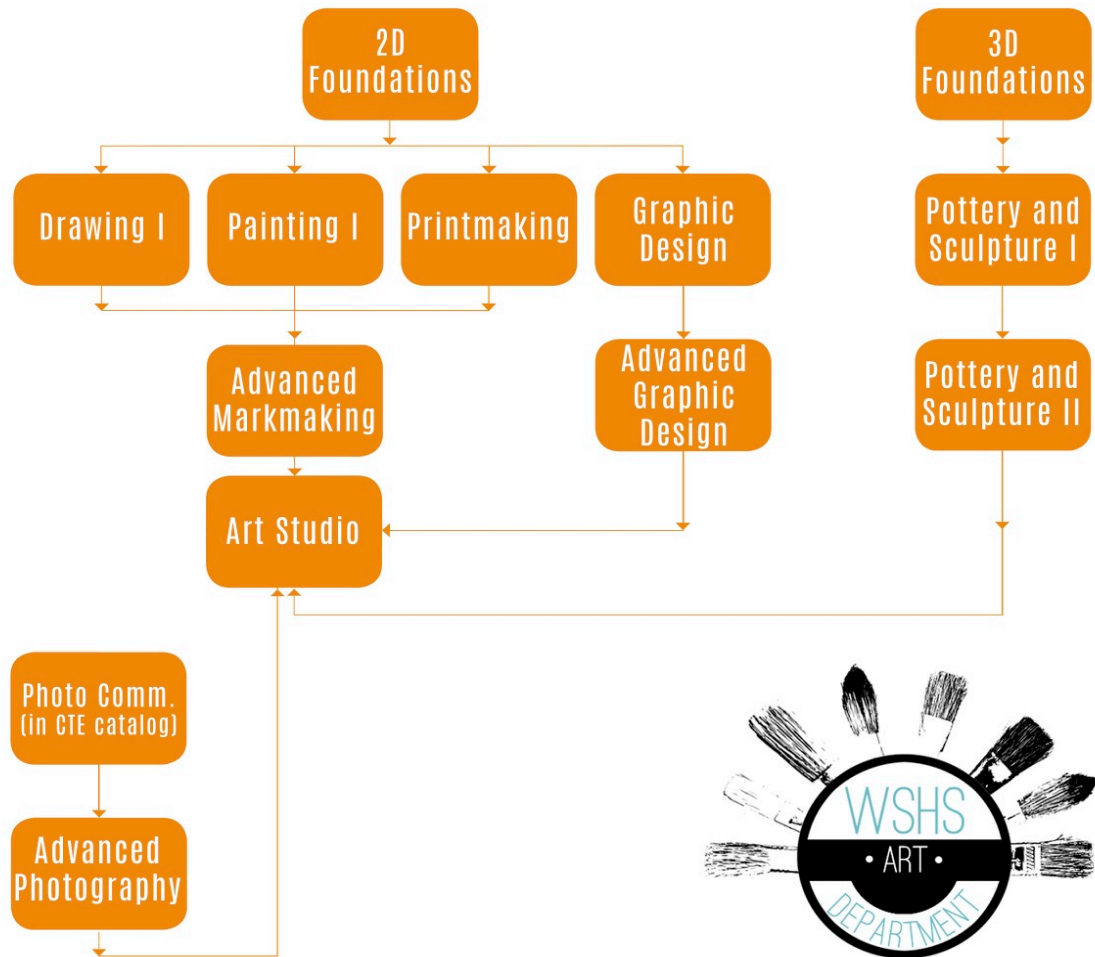 2D
Foundations
3D
Foundations
Drawing I
Painting I
Printmaking
Graphic
Design
Pottery and
Sculpture I
Advanced
Markmaking
Advanced
Graphic
Design
Pottery and
Sculpture II
Art Studio
Photo Comm.
(in CTE catalog)
Advanced
Photography
WSHS
• ART •
DEPARTMENT